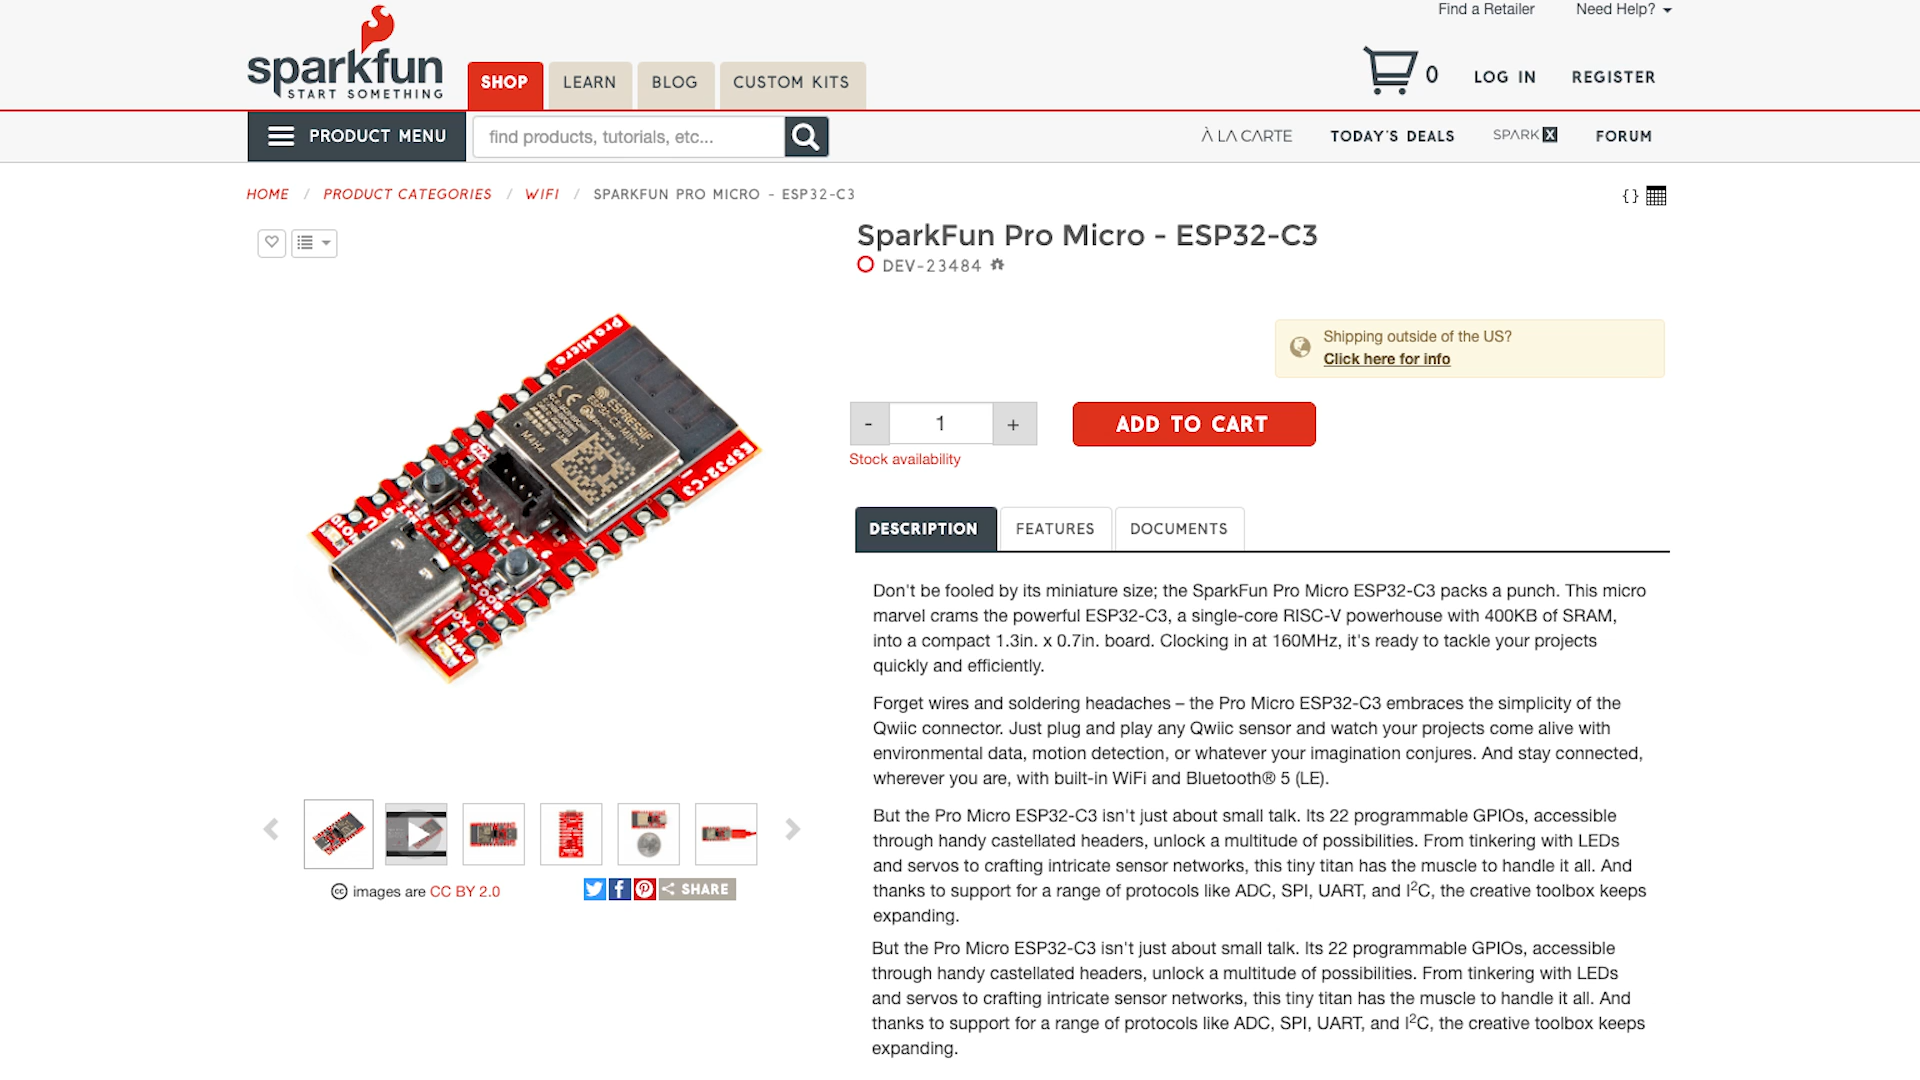 Find a Retailer
Need Help?
sparkfun
START SOMETHING
SHOP
LEARN
BLOG
CUSTOM KITS
0
LOG IN
REGISTER
PRODUCT MENU
find products, tutorials, etc...
À LA CARTE
TODAY'S DEALS
SPARK X
FORUM
HOME / PRODUCT CATEGORIES / WIFI / SPARKFUN PRO MICRO - ESP32-C3
{ }
SparkFun Pro Micro - ESP32-C3
DEV-23484
Shipping outside of the US?
Click here for info
- 1 +
ADD TO CART
Stock availability
Pro Micro
ESPRESSIF
ESP32-C3-MINI-1
M4H4
ESP32-C3
PWR
DESCRIPTION
FEATURES
DOCUMENTS
Don't be fooled by its miniature size; the SparkFun Pro Micro ESP32-C3 packs a punch. This micro
marvel crams the powerful ESP32-C3, a single-core RISC-V powerhouse with 400KB of SRAM,
into a compact 1.3in. x 0.7in. board. Clocking in at 160MHz, it's ready to tackle your projects
quickly and efficiently.
Forget wires and soldering headaches – the Pro Micro ESP32-C3 embraces the simplicity of the
Qwiic connector. Just plug and play any Qwiic sensor and watch your projects come alive with
environmental data, motion detection, or whatever your imagination conjures. And stay connected,
wherever you are, with built-in WiFi and Bluetooth® 5 (LE).
But the Pro Micro ESP32-C3 isn't just about small talk. Its 22 programmable GPIOs, accessible
through handy castellated headers, unlock a multitude of possibilities. From tinkering with LEDs
and servos to crafting intricate sensor networks, this tiny titan has the muscle to handle it all. And
thanks to support for a range of protocols like ADC, SPI, UART, and I²C, the creative toolbox keeps
expanding.
But the Pro Micro ESP32-C3 isn't just about small talk. Its 22 programmable GPIOs, accessible
through handy castellated headers, unlock a multitude of possibilities. From tinkering with LEDs
and servos to crafting intricate sensor networks, this tiny titan has the muscle to handle it all. And
thanks to support for a range of protocols like ADC, SPI, UART, and I²C, the creative toolbox keeps
expanding.
cc images are CC BY 2.0
SHARE